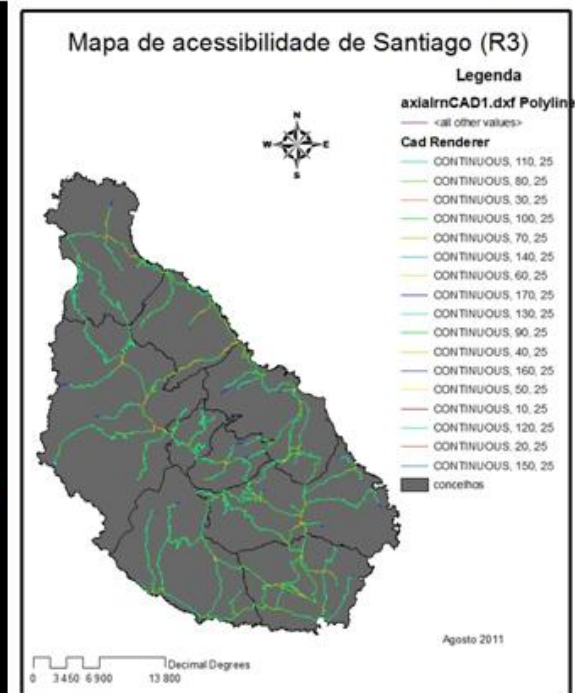 Mapa de acessibilidade de Santiago (R3)
Legenda
axialrnCAD1.dxf Polyline
<all other values>
Cad Renderer
CONTINUOUS, 110, 25
CONTINUOUS, 80, 25
CONTINUOUS, 30, 25
CONTINUOUS, 100, 25
CONTINUOUS, 70, 25
CONTINUOUS, 140, 25
CONTINUOUS, 60, 25
CONTINUOUS, 170, 25
CONTINUOUS, 130, 25
CONTINUOUS, 90, 25
CONTINUOUS, 40, 25
CONTINUOUS, 160, 25
CONTINUOUS, 50, 25
CONTINUOUS, 10, 25
CONTINUOUS, 120, 25
CONTINUOUS, 20, 25
CONTINUOUS, 150, 25
concelhos
N
W E
S
Agosto 2011
Decimal Degrees
0 3 450 6 900 13 800